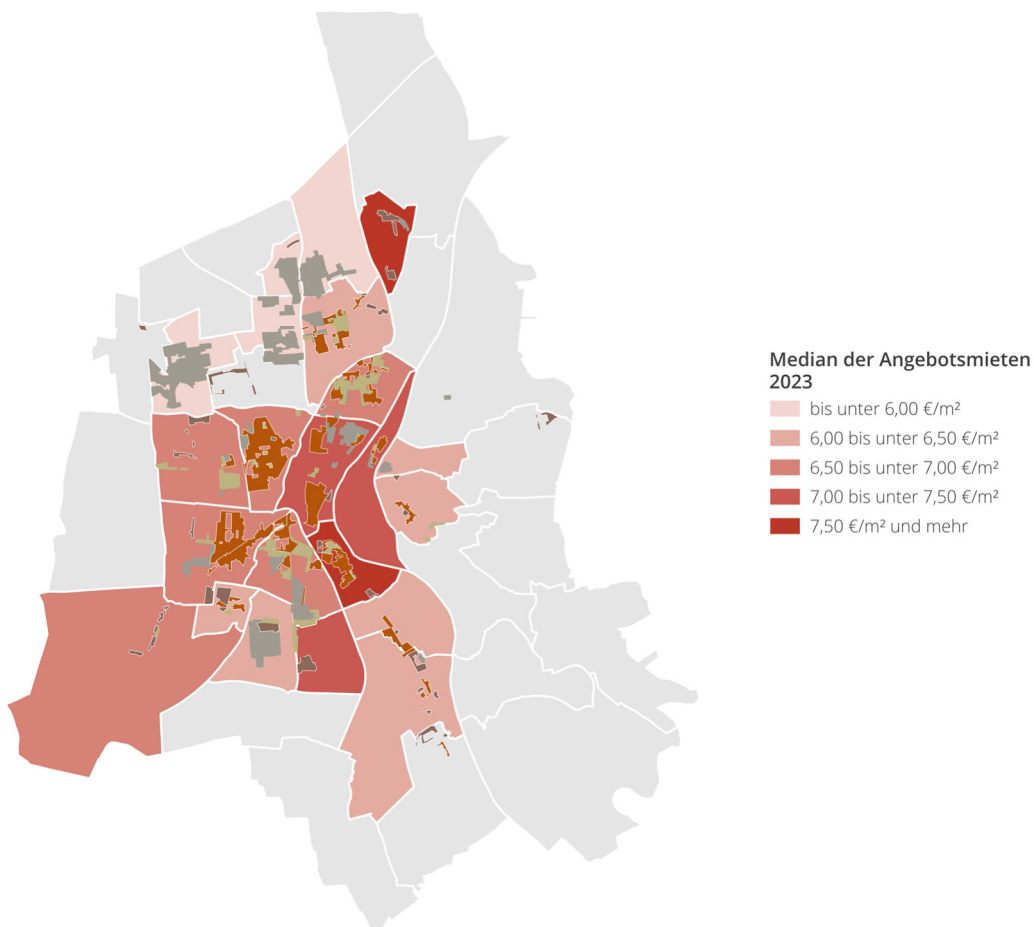 Median der Angebotsmieten
2023
bis unter 6,00 €/m²
6,00 bis unter 6,50 €/m²
6,50 bis unter 7,00 €/m²
7,00 bis unter 7,50 €/m²
7,50 €/m² und mehr